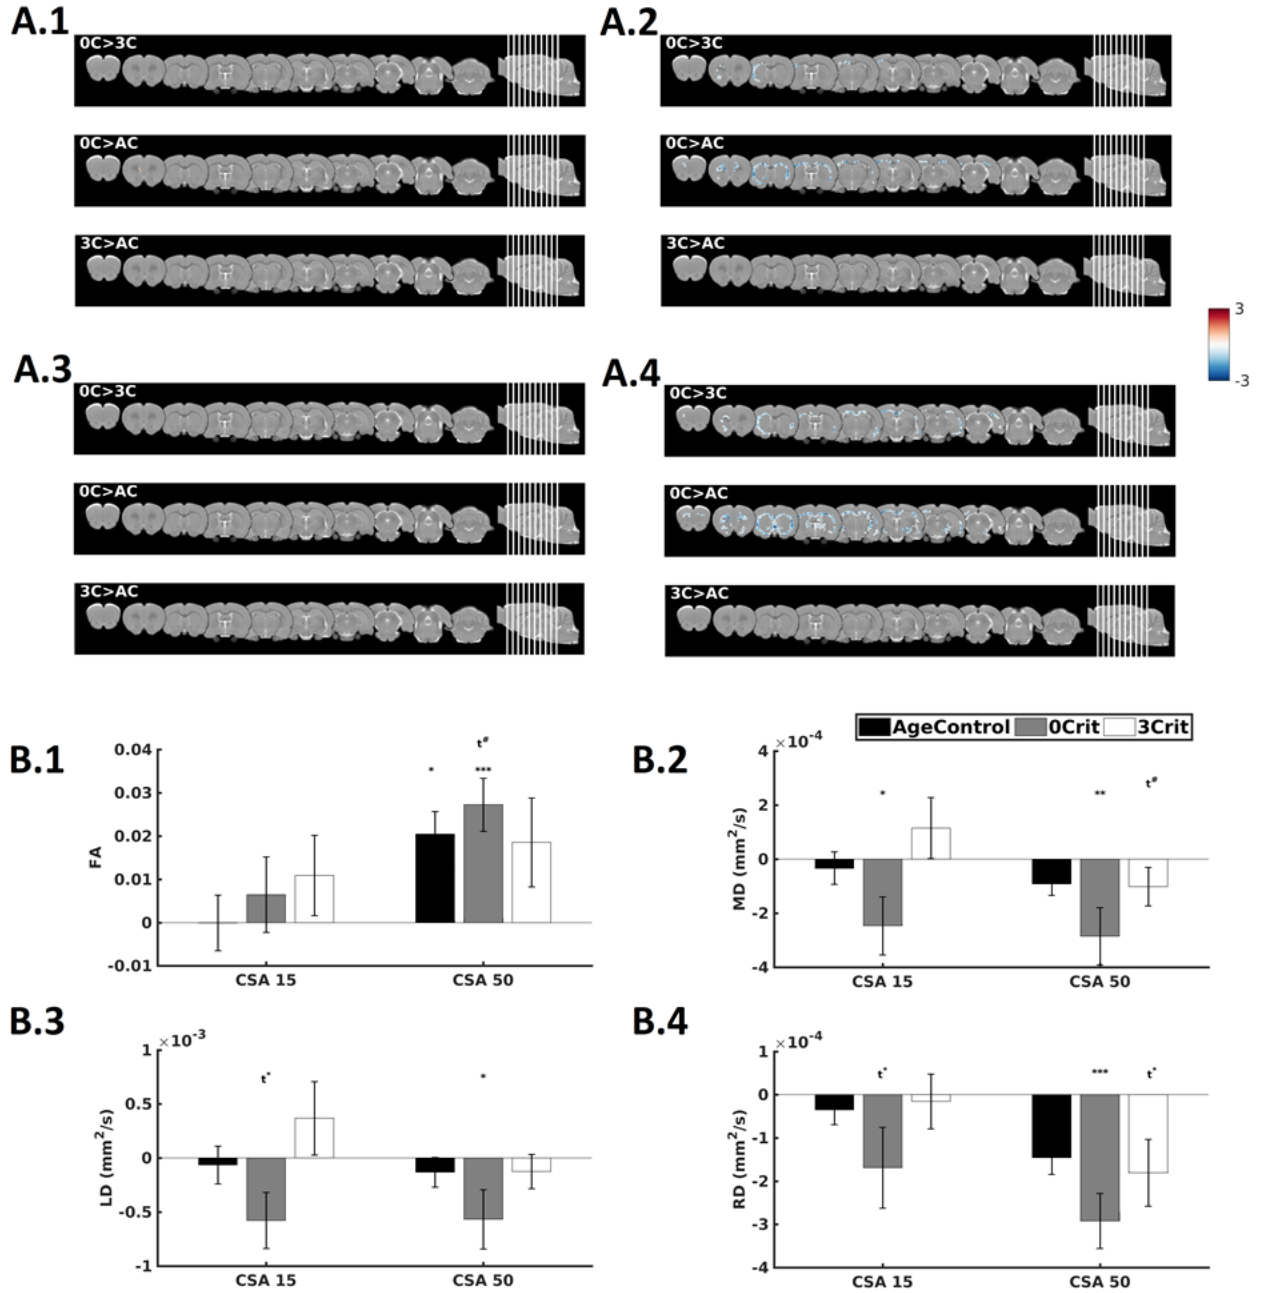 A.1
0C>3C
0C>AC
3C>AC
A.2
0C>3C
0C>AC
3C>AC
3
-3
A.3
0C>3C
0C>AC
3C>AC
A.4
0C>3C
0C>AC
3C>AC
B.1
0.04
0.03
0.02
0.01
0
-0.01
FA
t#
* ***
CSA 15 CSA 50
AgeControl 0Crit 3Crit
B.2
×10-4
4
2
0
-2
-4
MD (mm2/s)
* ** t#
CSA 15 CSA 50
B.3
×10-3
1
0.5
0
-0.5
-1
LD (mm2/s)
t* *
CSA 15 CSA 50
B.4
×10-4
1
0
-1
-2
-3
-4
RD (mm2/s)
t* *** t*
CSA 15 CSA 50